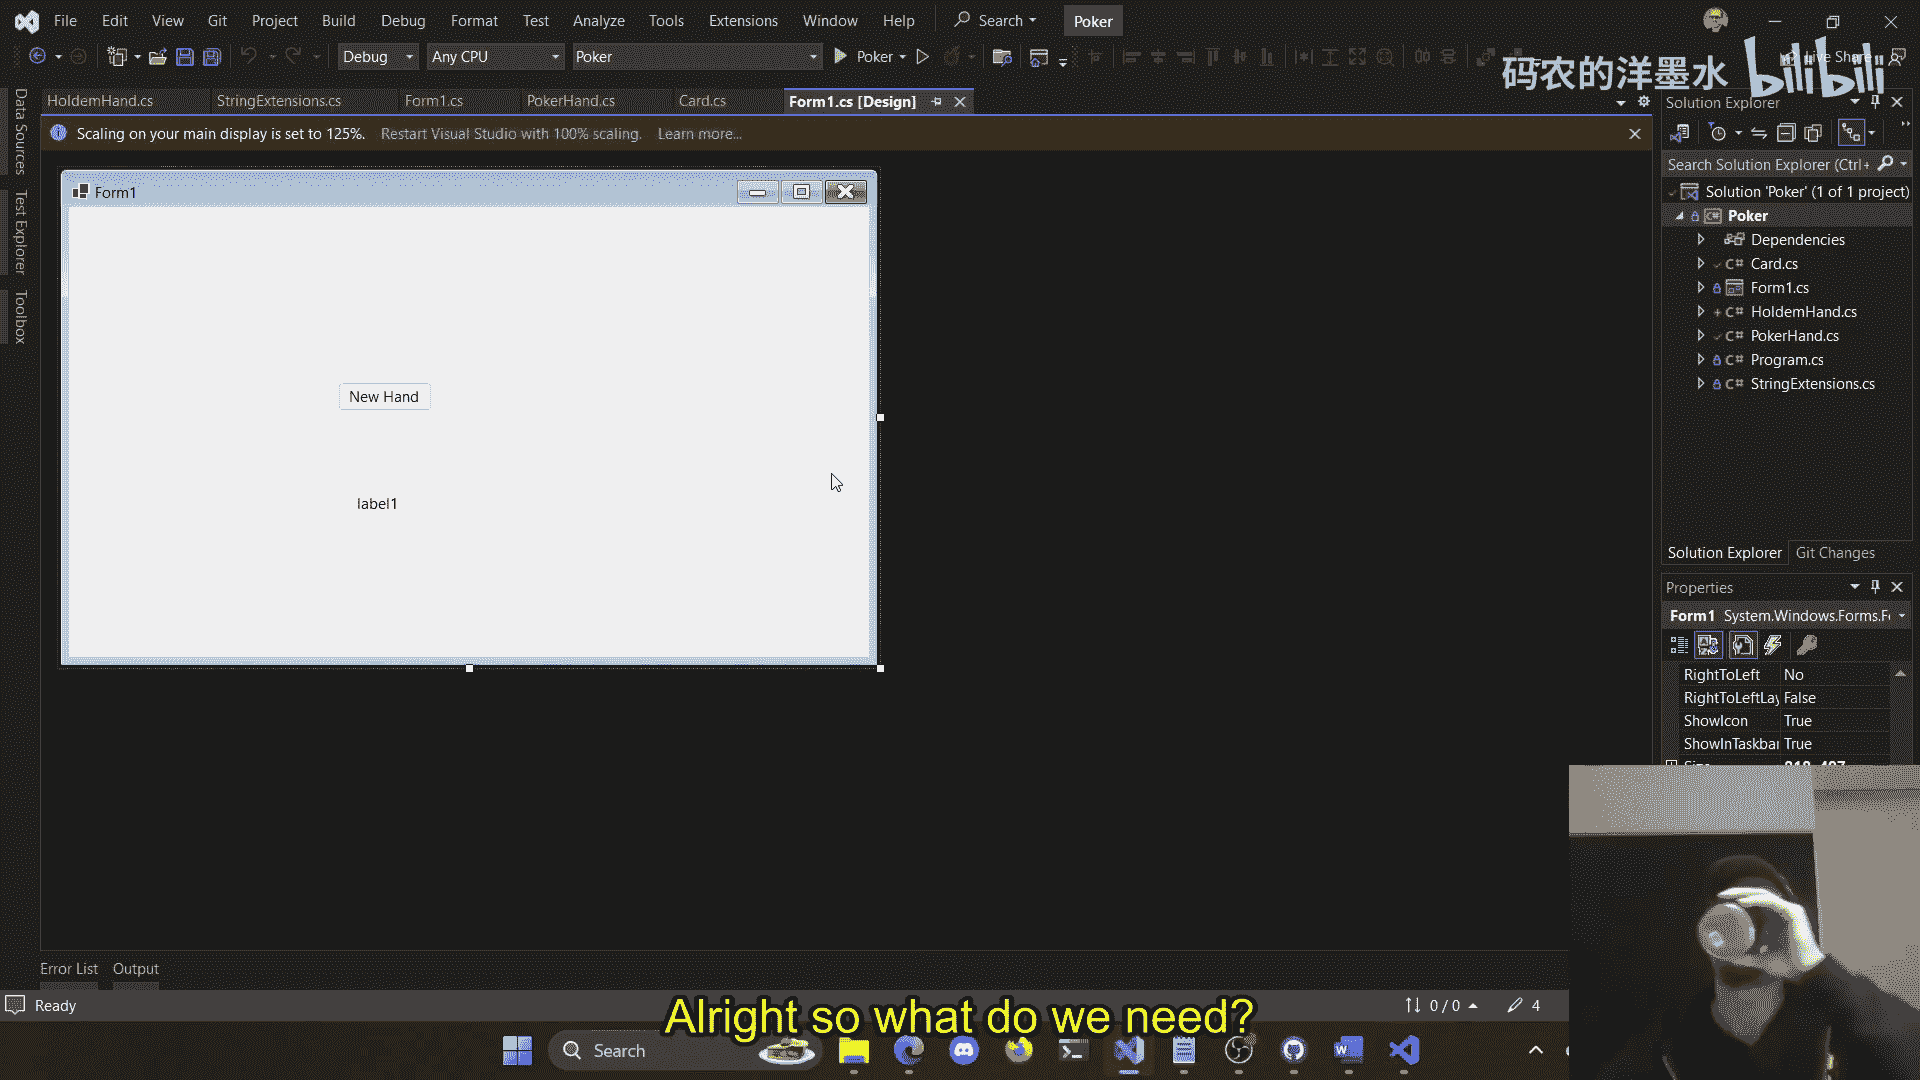 File Edit View Git Project Build Debug Format Test Analyze Tools Extensions Window Help Search Poker
Debug Any CPU Poker Poker Live Share
码农的洋墨水 bilibili
HoldemHand.cs StringExtensions.cs Form1.cs PokerHand.cs Card.cs Form1.cs [Design]
Scaling on your main display is set to 125%. Restart Visual Studio with 100% scaling. Learn more...
Data Sources
Test Explorer
Toolbox
Form1
New Hand
label1
Solution Explorer
Search Solution Explorer (Ctrl+
Solution 'Poker' (1 of 1 project)
Poker
Dependencies
Card.cs
Form1.cs
HoldemHand.cs
PokerHand.cs
Program.cs
StringExtensions.cs
Solution Explorer Git Changes
Properties
Form1 System.Windows.Forms.F
RightToLeft No
RightToLeftLay False
ShowIcon True
ShowInTaskbar True
Error List Output
Ready 0 / 0 4
Alright so what do we need?
Search